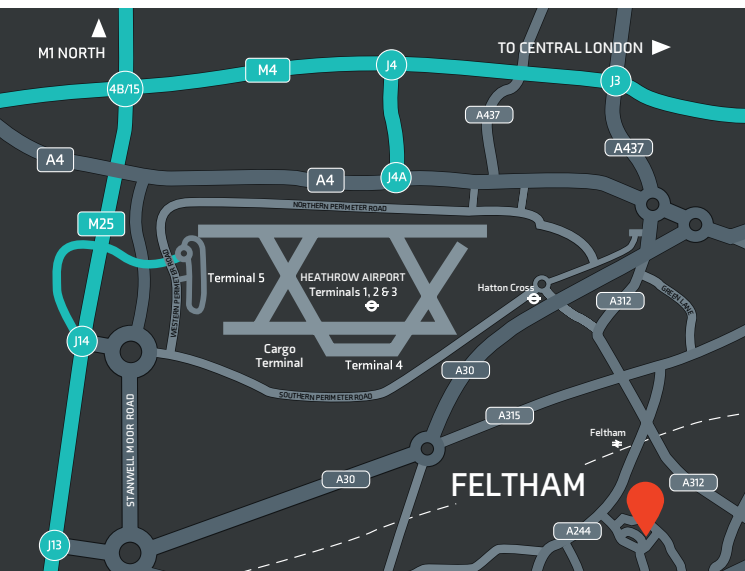 M1 NORTH
TO CENTRAL LONDON
M4
J4
J3
4B/15
A437
A437
A4
A4
J4A
NORTHERN PERIMETER ROAD
M25
WESTERN PERIMETER ROAD
Terminal 5
HEATHROW AIRPORT
Terminals 1, 2 & 3
Hatton Cross
A312
GREEN LANE
J14
Cargo
Terminal
Terminal 4
A30
SOUTHERN PERIMETER ROAD
A315
STANWELL MOOR ROAD
Feltham
A30
FELTHAM
A312
A244
J13